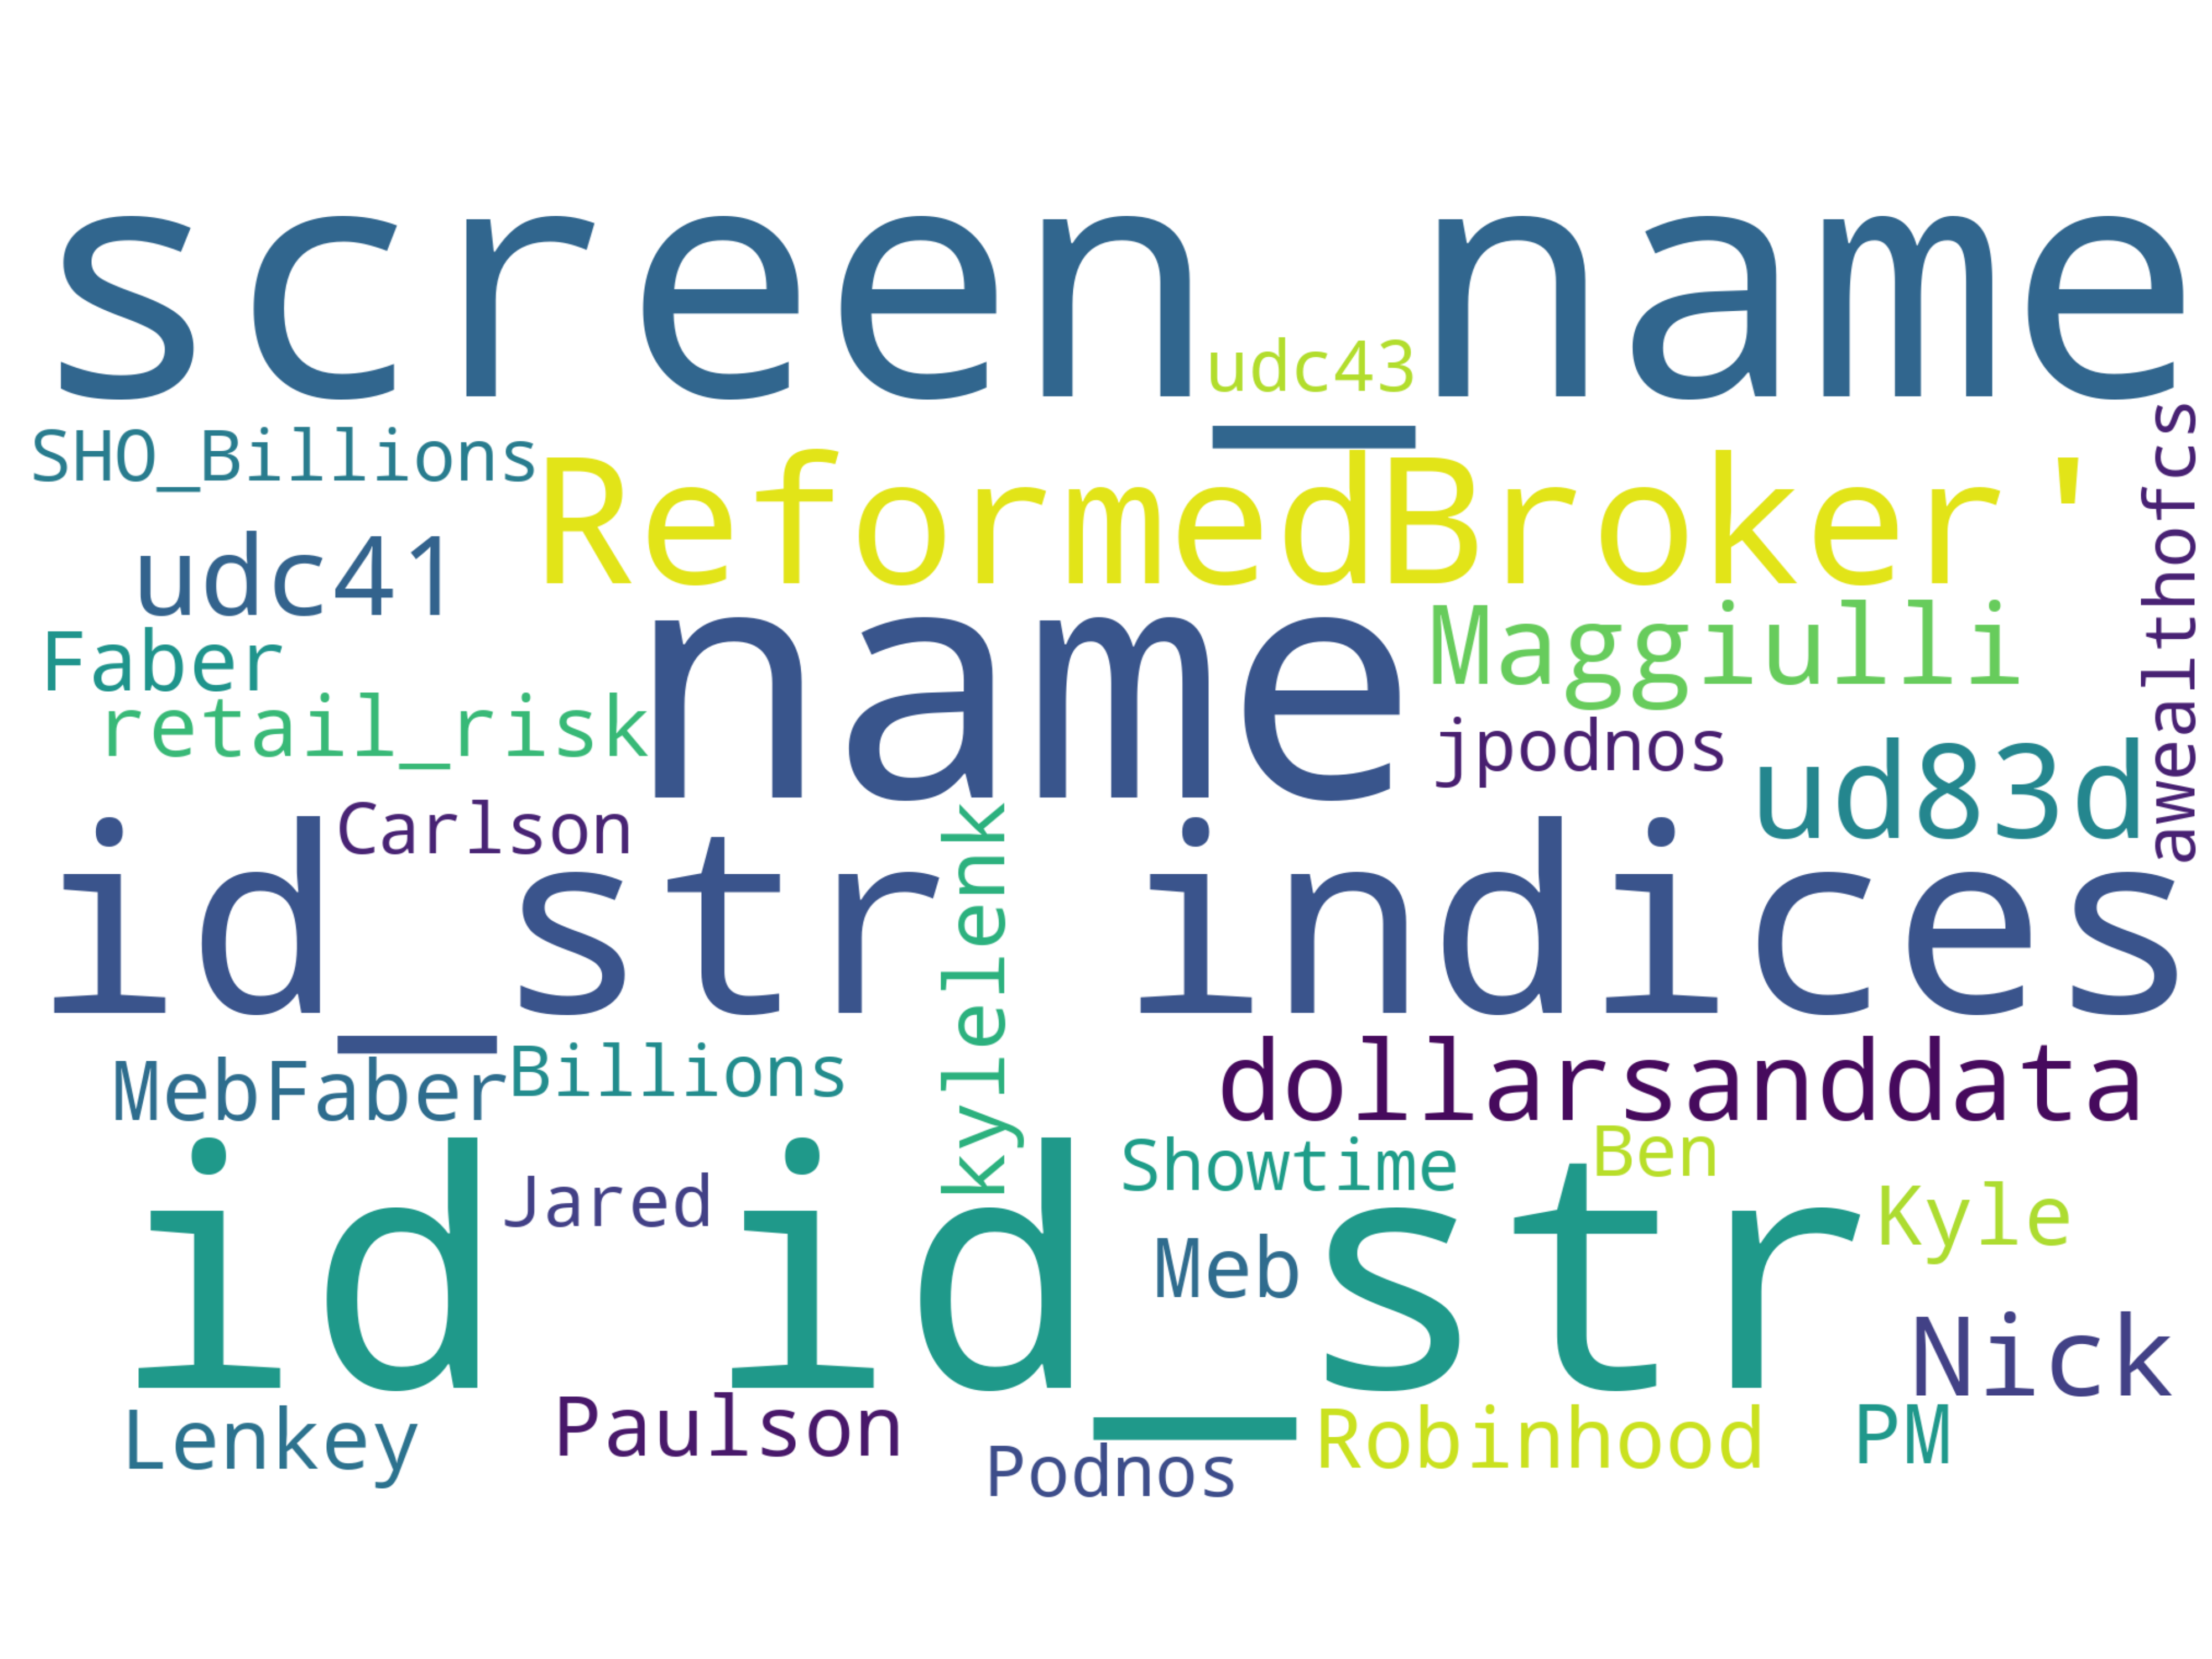 screen_name
udc43
SHO_Billions
ReformedBroker'
awealthofcs
udc41
name
Maggiulli
Faber
retail_risk
jpodnos
ud83d
Carlson
kylelenk
id_str indices
MebFaber
Billions
dollarsanddata
id id_str
Showtime
Ben
Jared
Meb
Kyle
Nick
Lenkey
Paulson
Podnos
Robinhood
PM